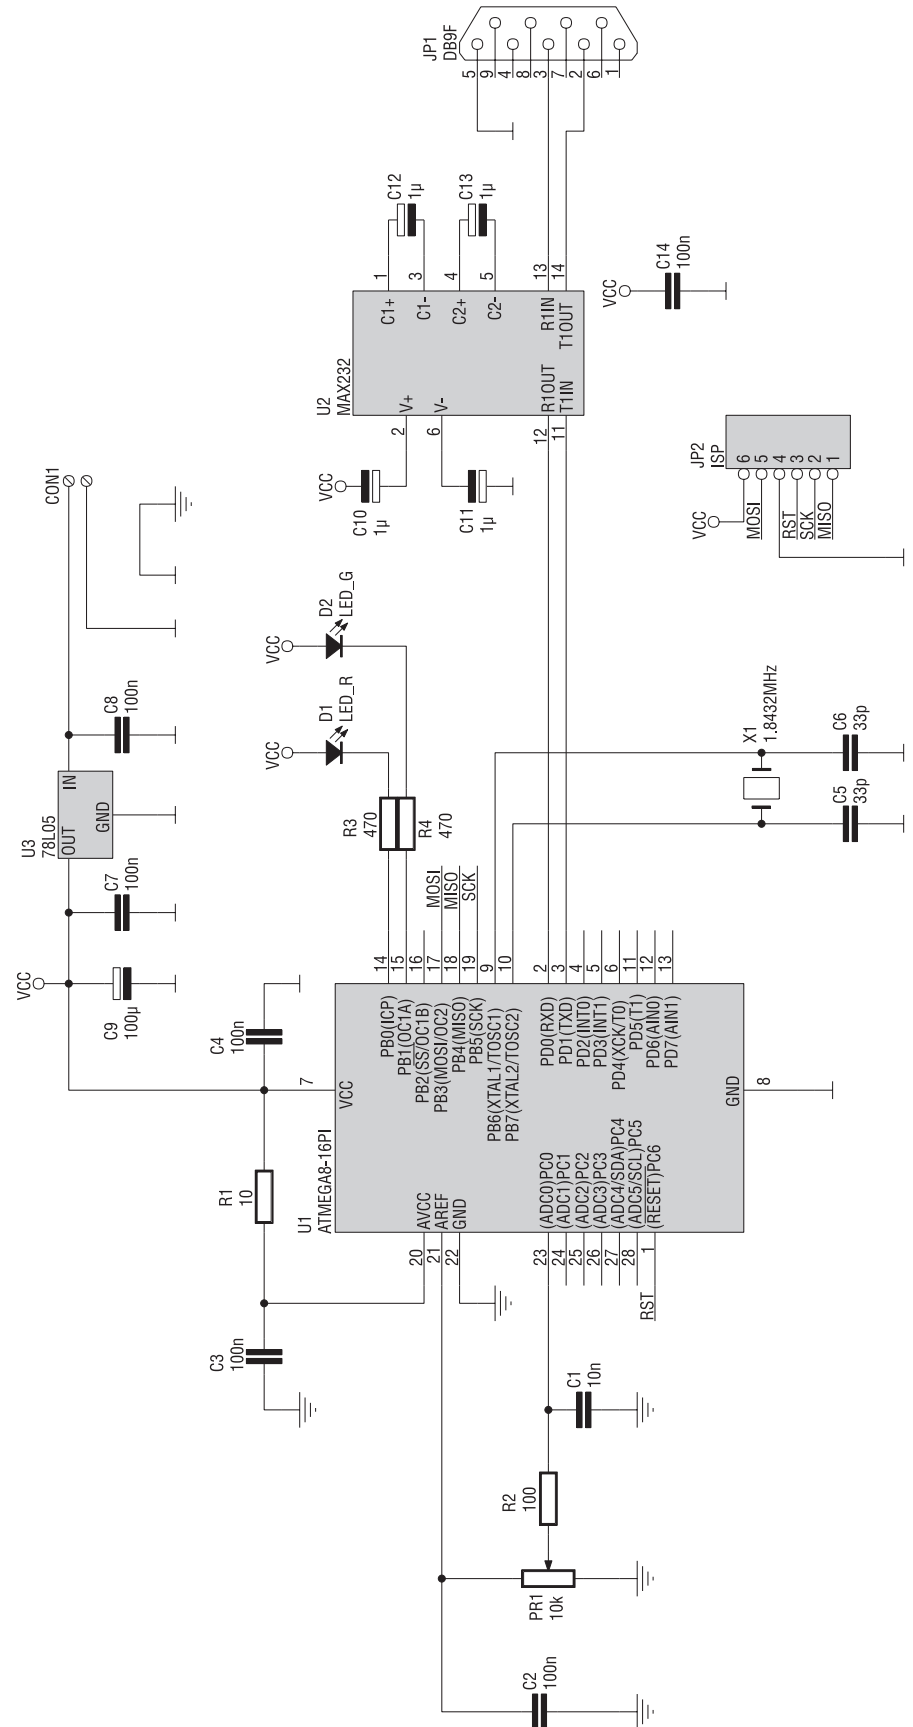 JP1
DB9F
5
9
4
8
3
7
2
6
1
C12
1µ
C13
1µ
1
3
4
5
13
14
C1+
C1-
C2+
C2-
R1IN
T1OUT
U2
MAX232
V+
V-
R1OUT
T1IN
2
6
12
11
VCC
C10
1µ
C11
1µ
VCC
C14
100n
JP2
ISP
6
5
4
3
2
1
VCC
MOSI
RST
SCK
MISO
CON1
C8
100n
U3
78L05
IN
OUT
GND
C7
100n
VCC
C9
100µ
C4
100n
VCC
D2
LED_G
VCC
D1
LED_R
R3
470
R4
470
MOSI
MISO
SCK
X1
1.8432MHz
C6
33p
C5
33p
14
15
16
17
18
19
9
10
2
3
4
5
6
11
12
13
PB0(ICP)
PB1(OC1A)
PB2(SS/OC1B)
PB3(MOSI/OC2)
PB4(MISO)
PB5(SCK)
PB6(XTAL1/TOSC1)
PB7(XTAL2/TOSC2)
PD0(RXD)
PD1(TXD)
PD2(INT0)
PD3(INT1)
PD4(XCK/T0)
PD5(T1)
PD6(AIN0)
PD7(AIN1)
7
VCC
GND
8
U1
ATMEGA8-16PI
AVCC
AREF
GND
(ADC0)PC0
(ADC1)PC1
(ADC2)PC2
(ADC3)PC3
(ADC4/SDA)PC4
(ADC5/SCL)PC5
(RESET)PC6
20
21
22
23
24
25
26
27
28
1
RST
R1
10
C3
100n
C1
10n
R2
100
PR1
10k
C2
100n